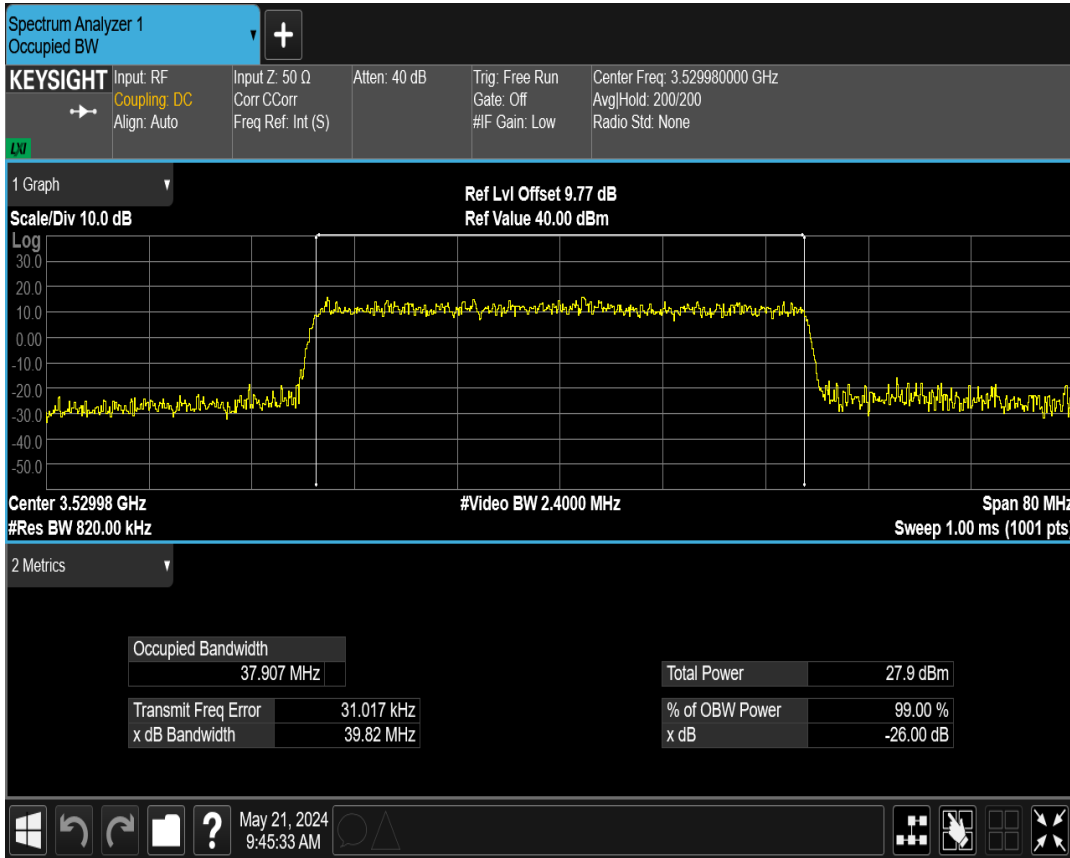 Spectrum Analyzer 1
Occupied BW
KEYSIGHT
LXI
Input: RF
Coupling: DC
Align: Auto
Input Z: 50 Ω
Corr CCorr
Freq Ref: Int (S)
Atten: 40 dB
Trig: Free Run
Gate: Off
#IF Gain: Low
Center Freq: 3.529980000 GHz
Avg|Hold: 200/200
Radio Std: None
1 Graph
Ref Lvl Offset 9.77 dB
Scale/Div 10.0 dB
Ref Value 40.00 dBm
Log
30.0
20.0
10.0
0.00
-10.0
-20.0
-30.0
-40.0
-50.0
Center 3.52998 GHz
#Video BW 2.4000 MHz
Span 80 MHz
#Res BW 820.00 kHz
Sweep 1.00 ms (1001 pts)
2 Metrics
Occupied Bandwidth
37.907 MHz
Total Power 27.9 dBm
Transmit Freq Error 31.017 kHz
% of OBW Power 99.00 %
x dB Bandwidth 39.82 MHz
x dB -26.00 dB
?
May 21, 2024
9:45:33 AM